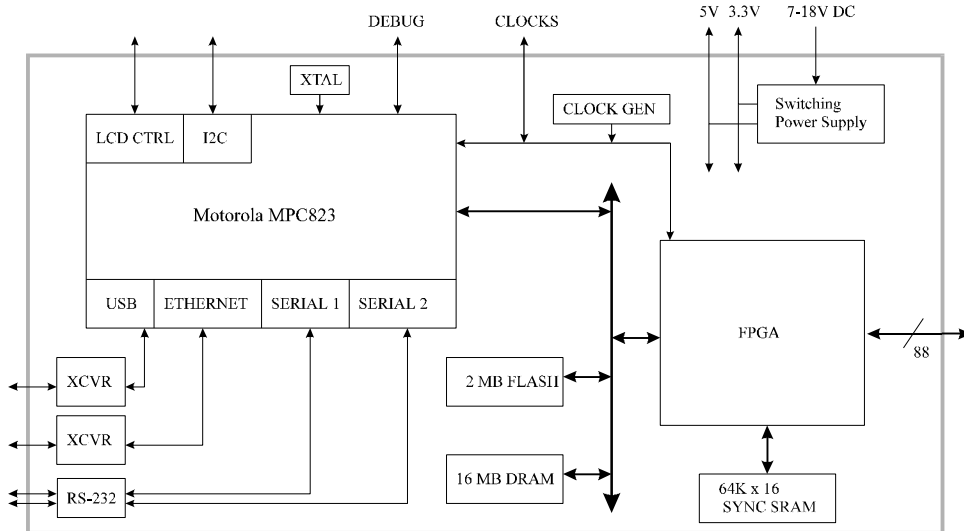 DEBUG
CLOCKS
5V
3.3V
7-18V DC
XTAL
CLOCK GEN
Switching
Power Supply
LCD CTRL
I2C
Motorola MPC823
USB
ETHERNET
SERIAL 1
SERIAL 2
FPGA
88
XCVR
2 MB FLASH
XCVR
16 MB DRAM
RS-232
64K x 16
SYNC SRAM